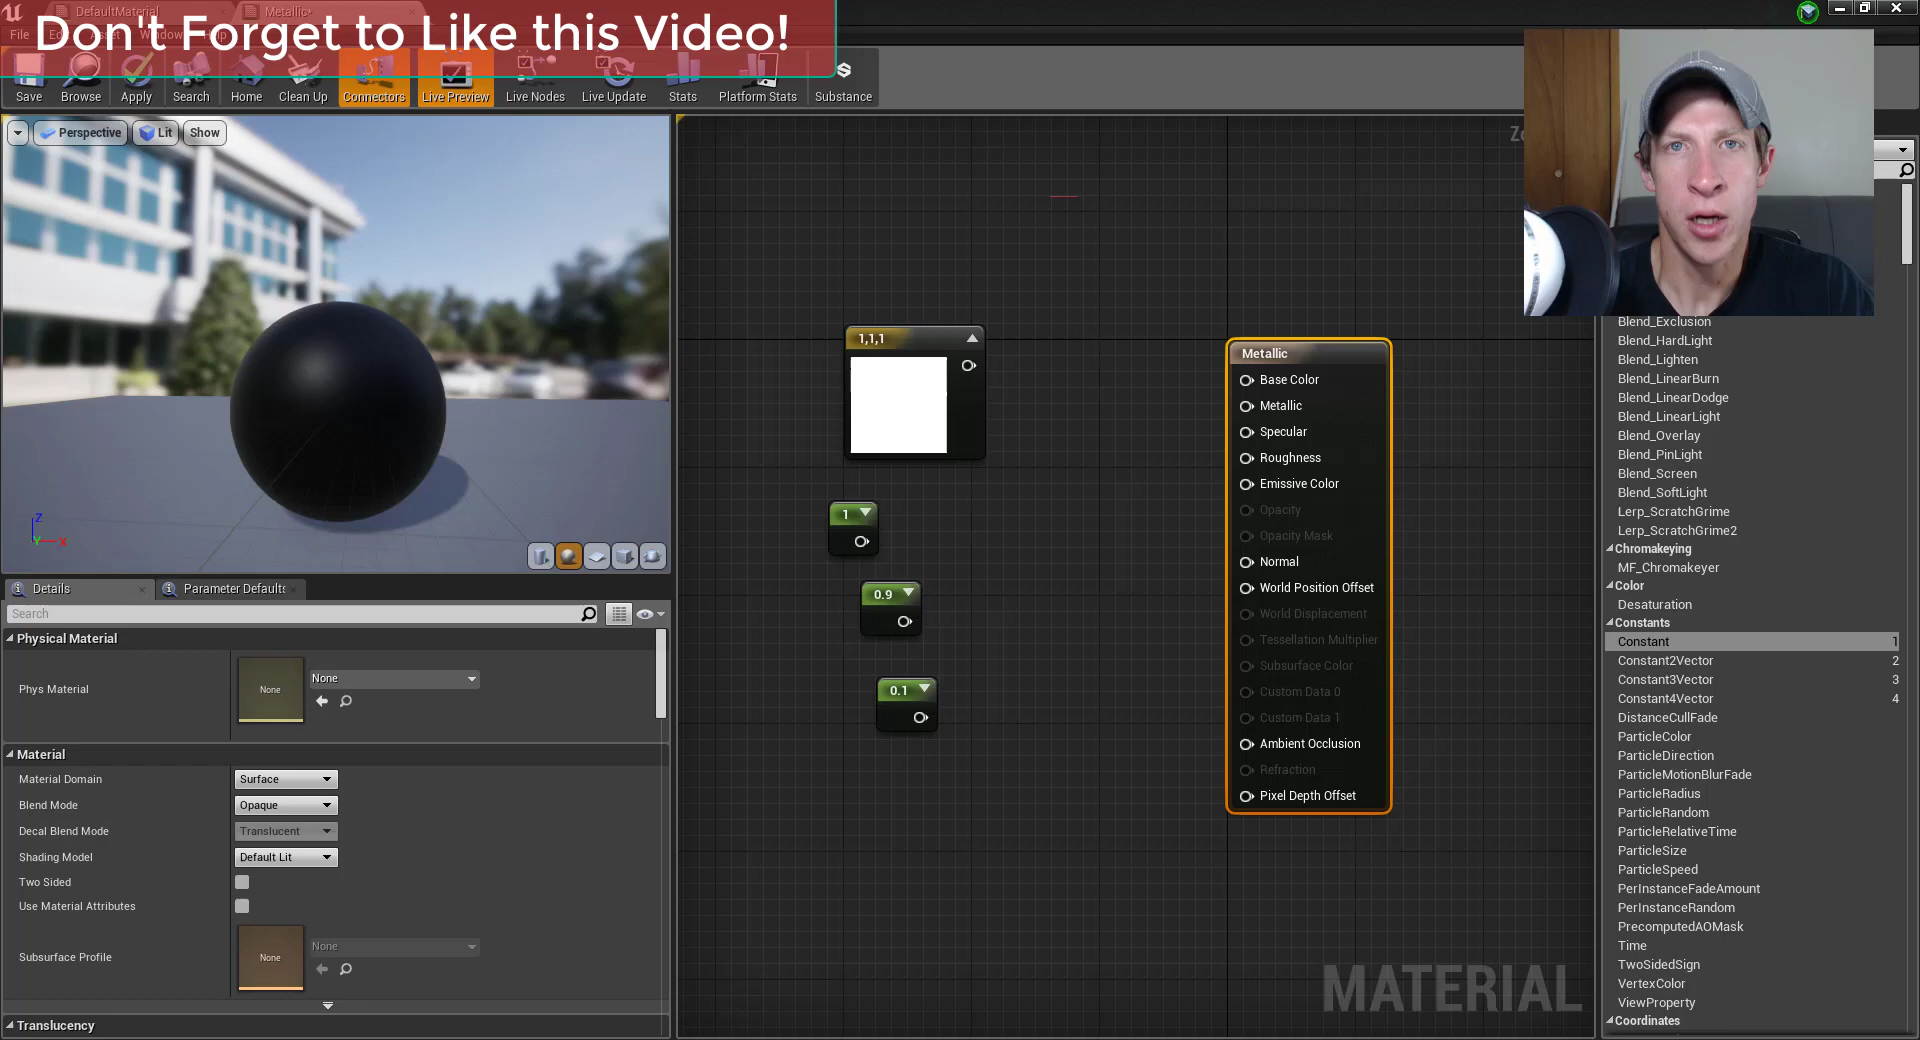 DefaultMaterial
Metallic*
Don't Forget to Like this Video!
File
Save
Browse
Apply
Search
Home
Clean Up
Connectors
Live Preview
Live Nodes
Live Update
Stats
Platform Stats
Substance
Perspective
Lit
Show
Z
Y
X
1,1,1
1
0.9
0.1
Metallic
Base Color
Metallic
Specular
Roughness
Emissive Color
Opacity
Opacity Mask
Normal
World Position Offset
World Displacement
Tessellation Multiplier
Subsurface Color
Custom Data 0
Custom Data 1
Ambient Occlusion
Refraction
Pixel Depth Offset
MATERIAL
Details
Parameter Defaults
Search
Physical Material
Phys Material
None
None
Material
Material Domain
Surface
Blend Mode
Opaque
Decal Blend Mode
Translucent
Shading Model
Default Lit
Two Sided
Use Material Attributes
Subsurface Profile
None
None
Translucency
Blend_Exclusion
Blend_HardLight
Blend_Lighten
Blend_LinearBurn
Blend_LinearDodge
Blend_LinearLight
Blend_Overlay
Blend_PinLight
Blend_Screen
Blend_SoftLight
Lerp_ScratchGrime
Lerp_ScratchGrime2
Chromakeying
MF_Chromakeyer
Color
Desaturation
Constants
Constant 1
Constant2Vector 2
Constant3Vector 3
Constant4Vector 4
DistanceCullFade
ParticleColor
ParticleDirection
ParticleMotionBlurFade
ParticleRadius
ParticleRandom
ParticleRelativeTime
ParticleSize
ParticleSpeed
PerInstanceFadeAmount
PerInstanceRandom
PrecomputedAOMask
Time
TwoSidedSign
VertexColor
ViewProperty
Coordinates